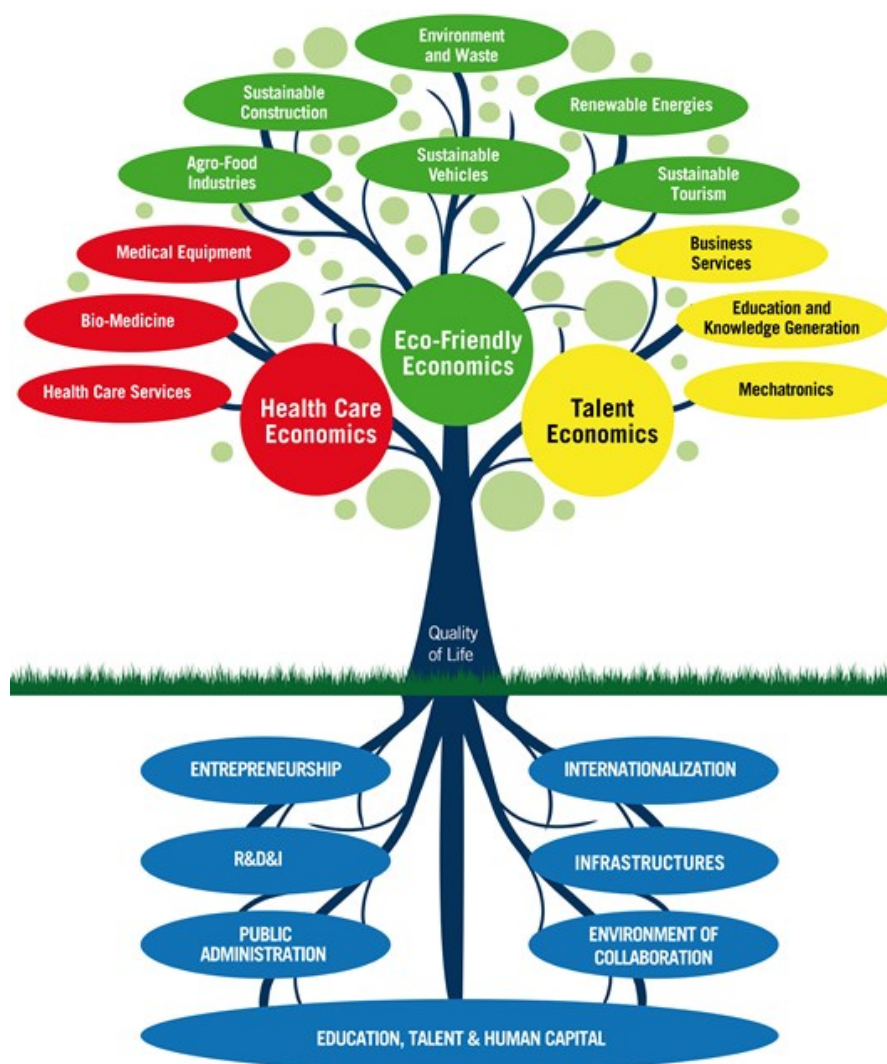 Environment
and Waste
Sustainable
Construction
Renewable Energies
Agro-Food
Industries
Sustainable
Vehicles
Sustainable
Tourism
Medical Equipment
Business
Services
Bio-Medicine
Education and
Knowledge Generation
Health Care Services
Mechatronics
Eco-Friendly
Economics
Health Care
Economics
Talent
Economics
Quality
of Life
ENTREPRENEURSHIP
INTERNATIONALIZATION
R&D&I
INFRASTRUCTURES
PUBLIC
ADMINISTRATION
ENVIRONMENT OF
COLLABORATION
EDUCATION, TALENT & HUMAN CAPITAL